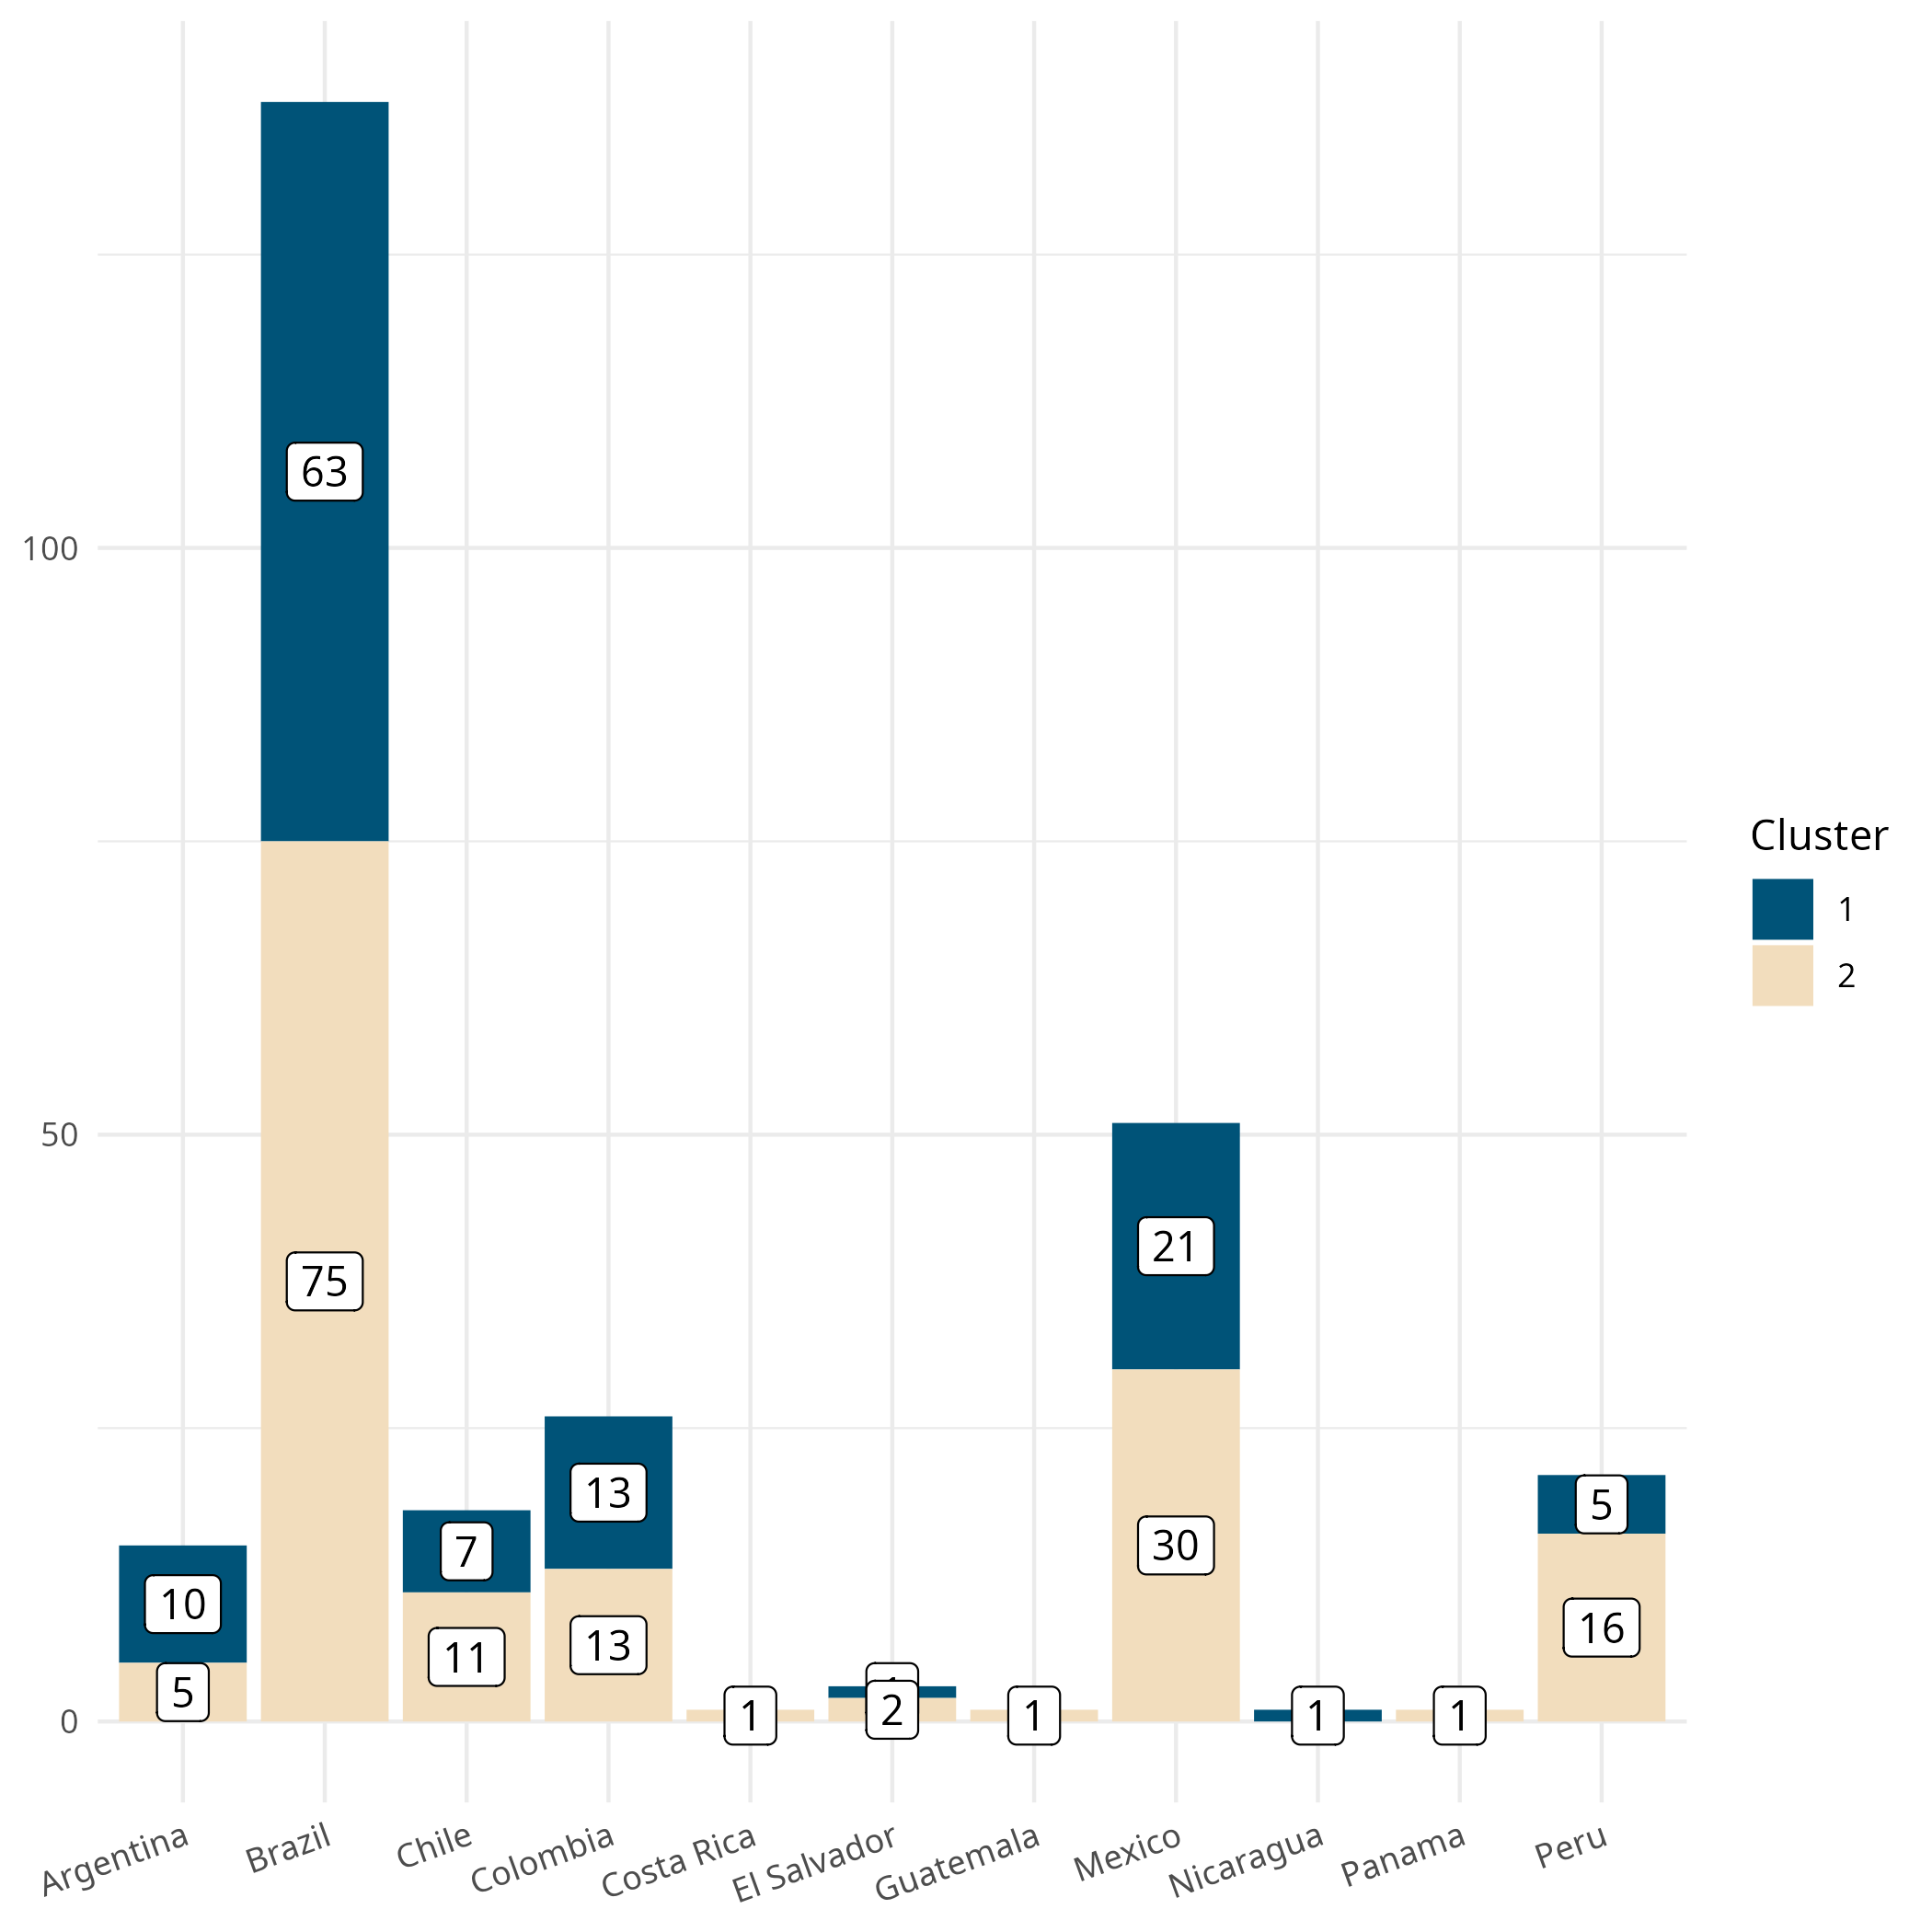 63
100
Cluster
1
2
50
21
75
13
5
7
30
10
16
13
11
5
1
2
1
1
1
0
Argentina
Brazil
Chile
Colombia
Costa Rica
El Salvador
Guatemala
Mexico
Nicaragua
Panama
Peru